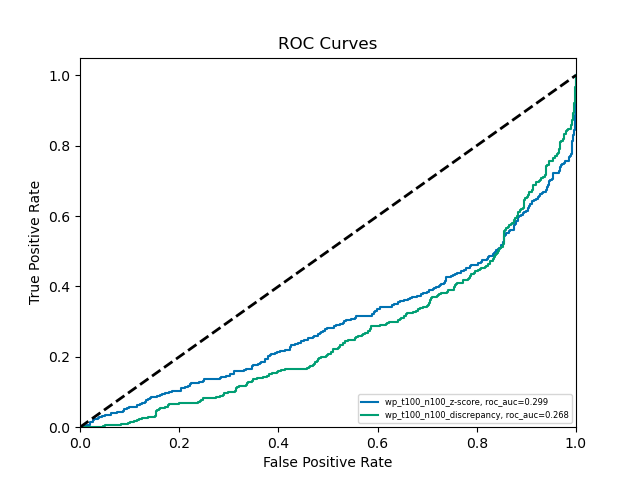 ROC Curves
True Positive Rate
1.0
0.8
0.6
0.4
0.2
0.0
0.0
0.2
0.4
0.6
0.8
1.0
False Positive Rate
wp_t100_n100_z-score, roc_auc=0.299
wp_t100_n100_discrepancy, roc_auc=0.268